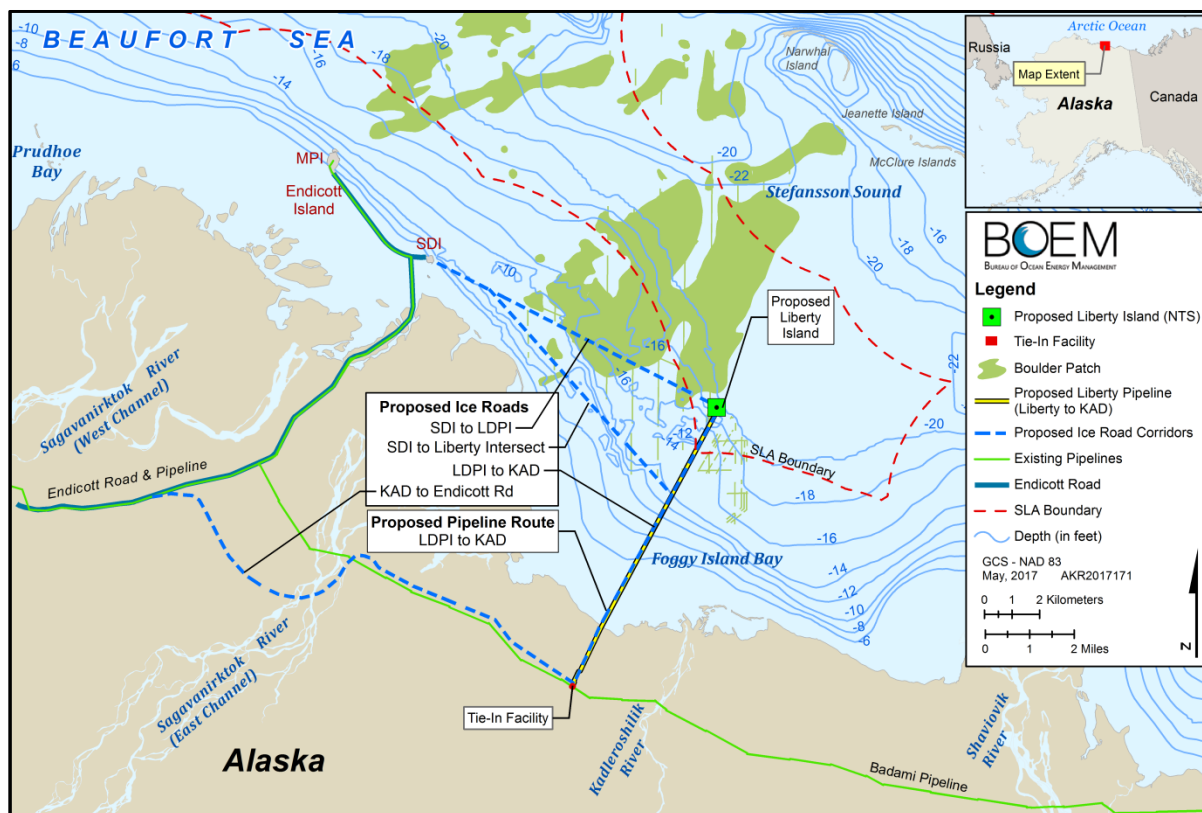 BEAUFORT SEA
-10
-8
6
-14
-16
-18
-20
Narwhal
Island
Jeanette Island
McClure Islands
-20
-22
Stefansson Sound
-20
-18
-16
Prudhoe
Bay
MPI
Endicott
Island
SDI
-10
-16
-16
-14
-12
Proposed
Liberty
Island
-22
-20
SLA Boundary
-18
-16
-14
-12
-10
-8
-6
Sagavanirktok River
(West Channel)
Endicott Road & Pipeline
Proposed Ice Roads
SDI to LDPI
SDI to Liberty Intersect
LDPI to KAD
KAD to Endicott Rd
Proposed Pipeline Route
LDPI to KAD
Foggy Island Bay
Sagavanirktok River
(East Channel)
Tie-In Facility
Kadleroshilik
River
Shaviovik
River
Badami Pipeline
Alaska
Arctic Ocean
Russia
Map Extent
Alaska
Canada
BOEM
BUREAU OF OCEAN ENERGY MANAGEMENT
Legend
Proposed Liberty Island (NTS)
Tie-In Facility
Boulder Patch
Proposed Liberty Pipeline
(Liberty to KAD)
Proposed Ice Road Corridors
Existing Pipelines
Endicott Road
SLA Boundary
Depth (in feet)
GCS - NAD 83
May, 2017 AKR2017171
0 1 2 Kilometers
0 1 2 Miles
N